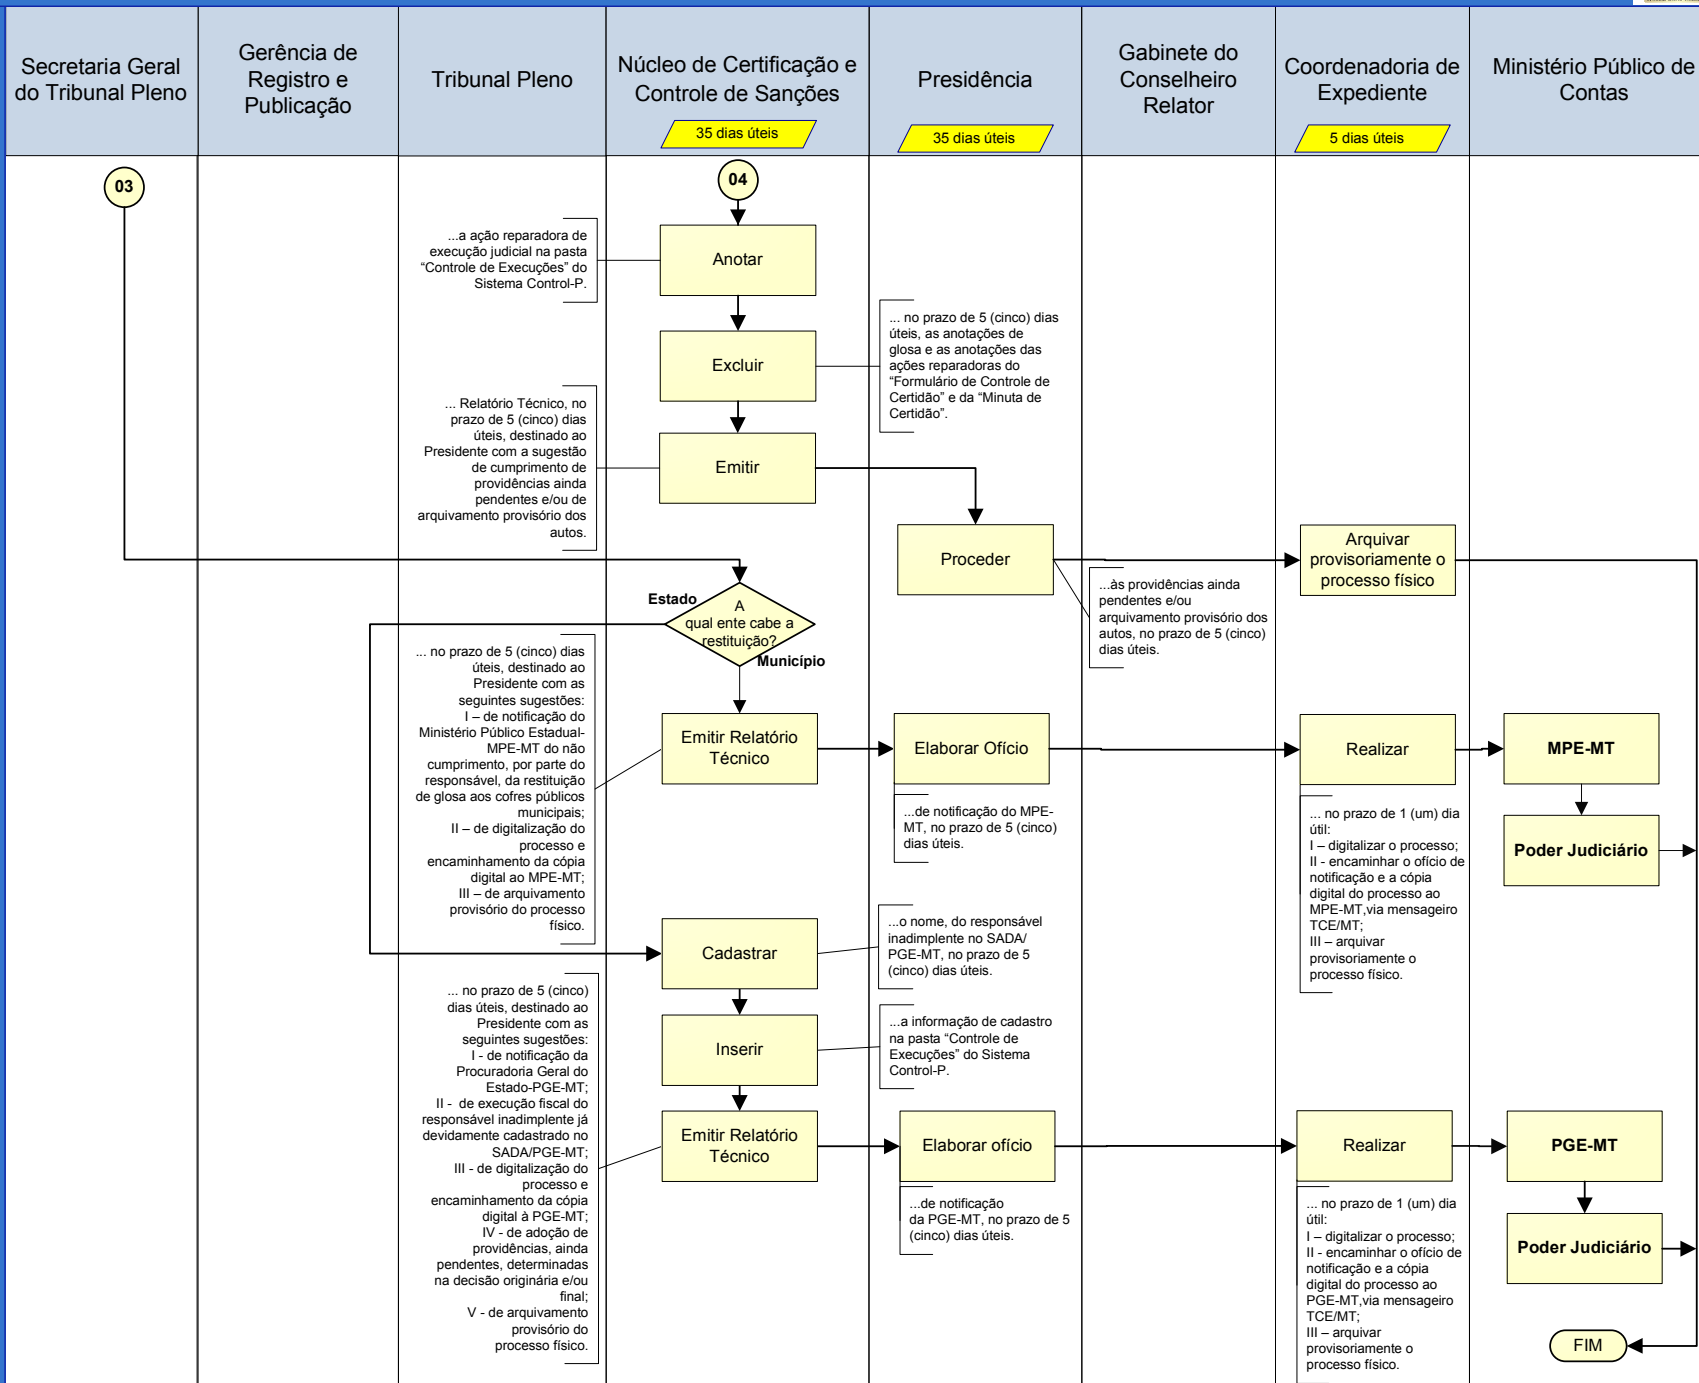 Secretaria Geral
do Tribunal Pleno
Gerência de
Registro e
Publicação
Tribunal Pleno
Núcleo de Certificação e
Controle de Sanções
35 dias úteis
Presidência
35 dias úteis
Gabinete do
Conselheiro
Relator
Coordenadoria de
Expediente
5 dias úteis
Ministério Público de
Contas
03
04
...a ação reparadora de
execução judicial na pasta
“Controle de Execuções” do
Sistema Control-P.
Anotar
Excluir
... no prazo de 5 (cinco) dias
úteis, as anotações de
glosa e as anotações das
ações reparadoras do
“Formulário de Controle de
Certidão” e da “Minuta de
Certidão”.
... Relatório Técnico, no
prazo de 5 (cinco) dias
úteis, destinado ao
Presidente com a sugestão
de cumprimento de
providências ainda
pendentes e/ou de
arquivamento provisório dos
autos.
Emitir
Proceder
...às providências ainda
pendentes e/ou
arquivamento provisório dos
autos, no prazo de 5 (cinco)
dias úteis.
Arquivar
provisoriamente o
processo físico
Estado
A
qual ente cabe a
restituição?
Município
... no prazo de 5 (cinco) dias
úteis, destinado ao
Presidente com as
seguintes sugestões:
I – de notificação do
Ministério Público Estadual-
MPE-MT do não
cumprimento, por parte do
responsável, da restituição
de glosa aos cofres públicos
municipais;
II – de digitalização do
processo e
encaminhamento da cópia
digital ao MPE-MT;
III – de arquivamento
provisório do processo
físico.
Emitir Relatório
Técnico
Elaborar Ofício
...de notificação do MPE-
MT, no prazo de 5 (cinco)
dias úteis.
Realizar
... no prazo de 1 (um) dia
útil:
I – digitalizar o processo;
II - encaminhar o ofício de
notificação e a cópia
digital do processo ao
MPE-MT,via mensageiro
TCE/MT;
III – arquivar
provisoriamente o
processo físico.
MPE-MT
Poder Judiciário
Cadastrar
...o nome, do responsável
inadimplente no SADA/
PGE-MT, no prazo de 5
(cinco) dias úteis.
Inserir
...a informação de cadastro
na pasta “Controle de
Execuções” do Sistema
Control-P.
... no prazo de 5 (cinco)
dias úteis, destinado ao
Presidente com as
seguintes sugestões:
I - de notificação da
Procuradoria Geral do
Estado-PGE-MT;
II -  de execução fiscal do
responsável inadimplente já
devidamente cadastrado no
SADA/PGE-MT;
III - de digitalização do
processo e
encaminhamento da cópia
digital à PGE-MT;
IV - de adoção de
providências, ainda
pendentes, determinadas
na decisão originária e/ou
final;
V - de arquivamento
provisório do
processo físico.
Emitir Relatório
Técnico
Elaborar ofício
...de notificação
da PGE-MT, no prazo de 5
(cinco) dias úteis.
Realizar
... no prazo de 1 (um) dia
útil:
I – digitalizar o processo;
II - encaminhar o ofício de
notificação e a cópia
digital do processo ao
PGE-MT,via mensageiro
TCE/MT;
III – arquivar
provisoriamente o
processo físico.
PGE-MT
Poder Judiciário
FIM